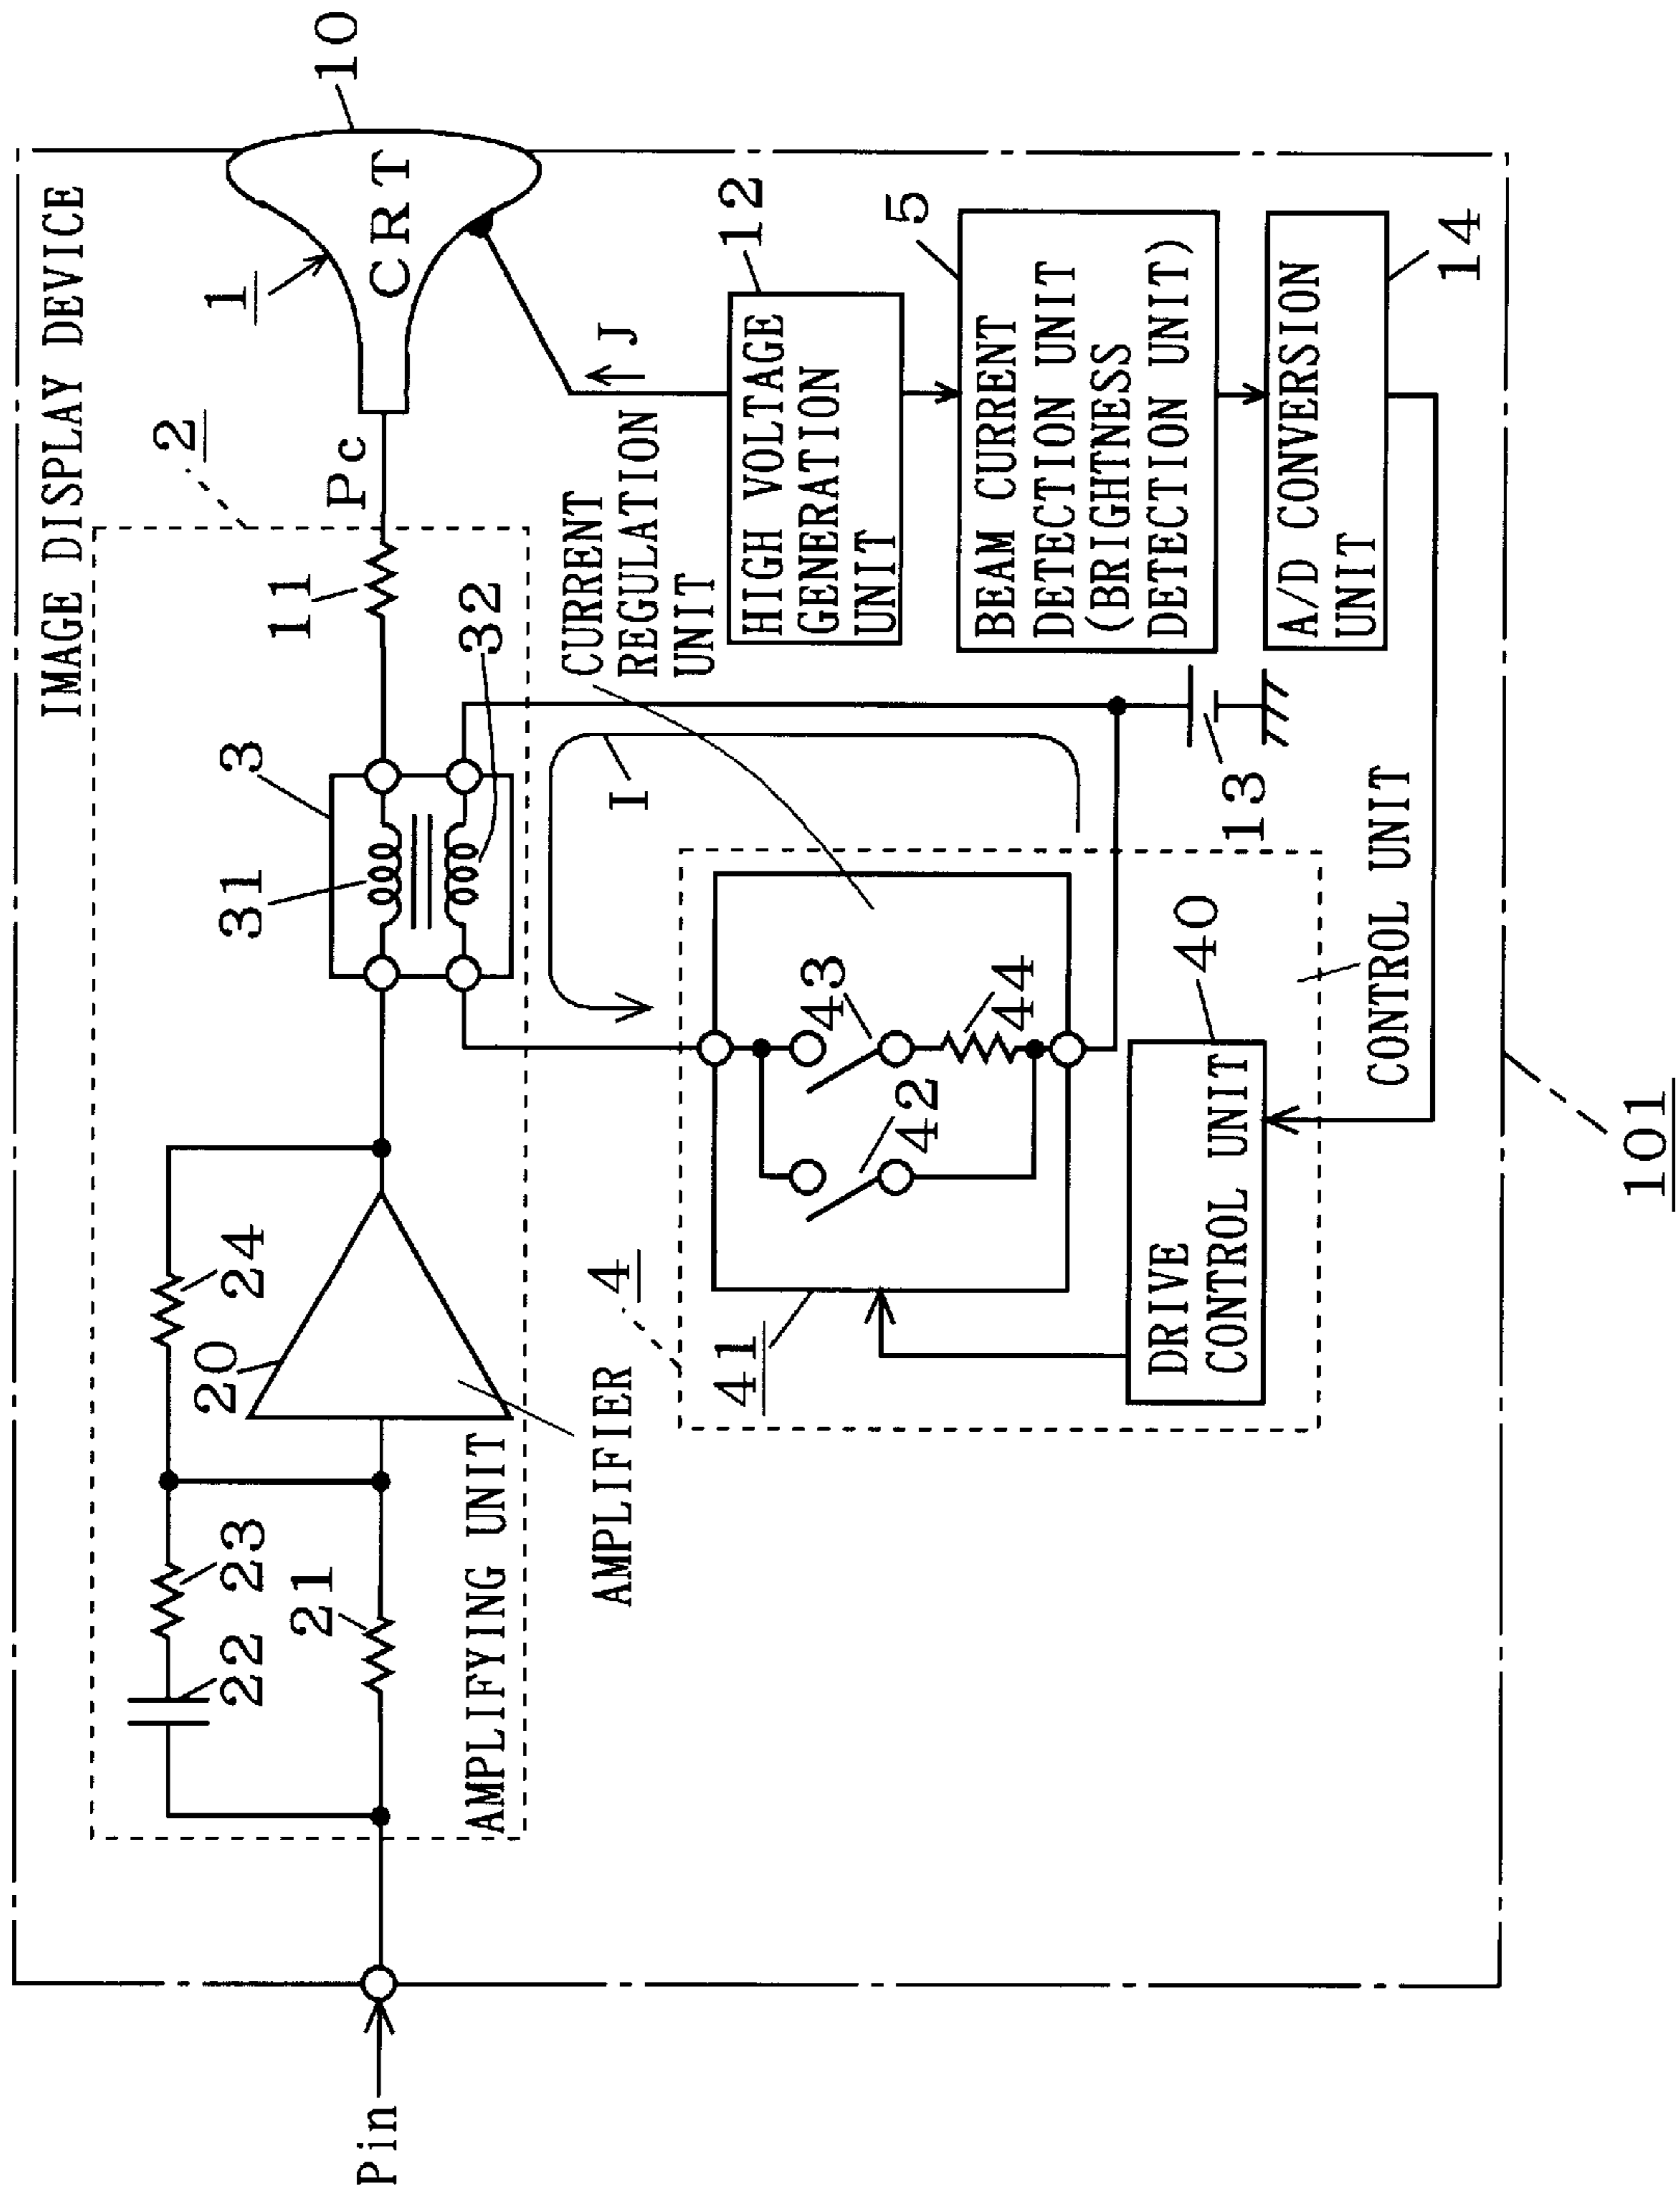 IMAGE DISPLAY DEVICE
2
1
10
CRT
Pc
11
3
31
32
24
20
22
23
21
AMPLIFYING UNIT
AMPLIFIER
Pin
J
I
CURRENT
REGULATION
UNIT
12
HIGH VOLTAGE
GENERATION
UNIT
5
BEAM CURRENT
DETECTION UNIT
(BRIGHTNESS
DETECTION UNIT)
A/D CONVERSION
UNIT
14
13
4
41
42
43
44
40
DRIVE
CONTROL UNIT
CONTROL UNIT
101